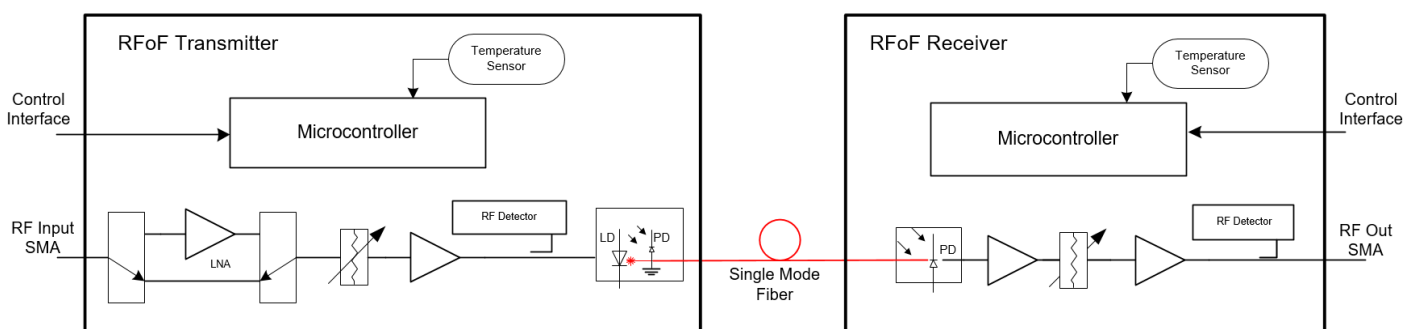 RFoF Transmitter
Temperature
Sensor
Control
Interface
Microcontroller
RF Input
SMA
LNA
RF Detector
LD
PD
Single Mode
Fiber
RFoF Receiver
Temperature
Sensor
Microcontroller
Control
Interface
PD
RF Detector
RF Out
SMA